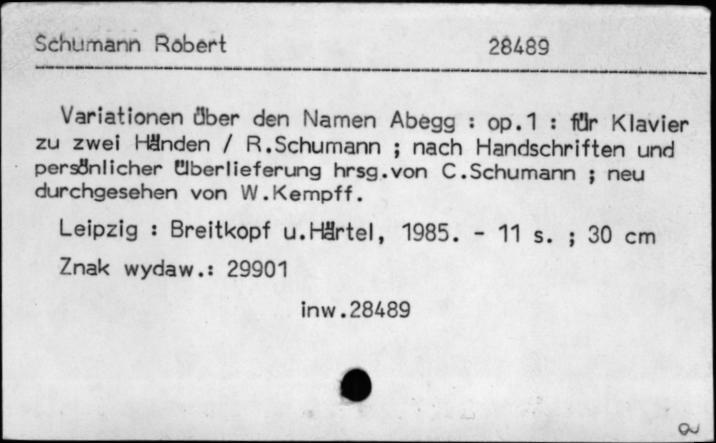 Schumann Robert 28489
Variationen über den Namen Abegg : op.1 : für Klavier
zu zwei Händen / R.Schumann ; nach Handschriften und
persönlicher Überlieferung hrsg.von C.Schumann ; neu
durchgesehen von W.Kempff.
Leipzig : Breitkopf u.Härtel, 1985. - 11 s. ; 30 cm
Znak wydaw.: 29901
inw.28489